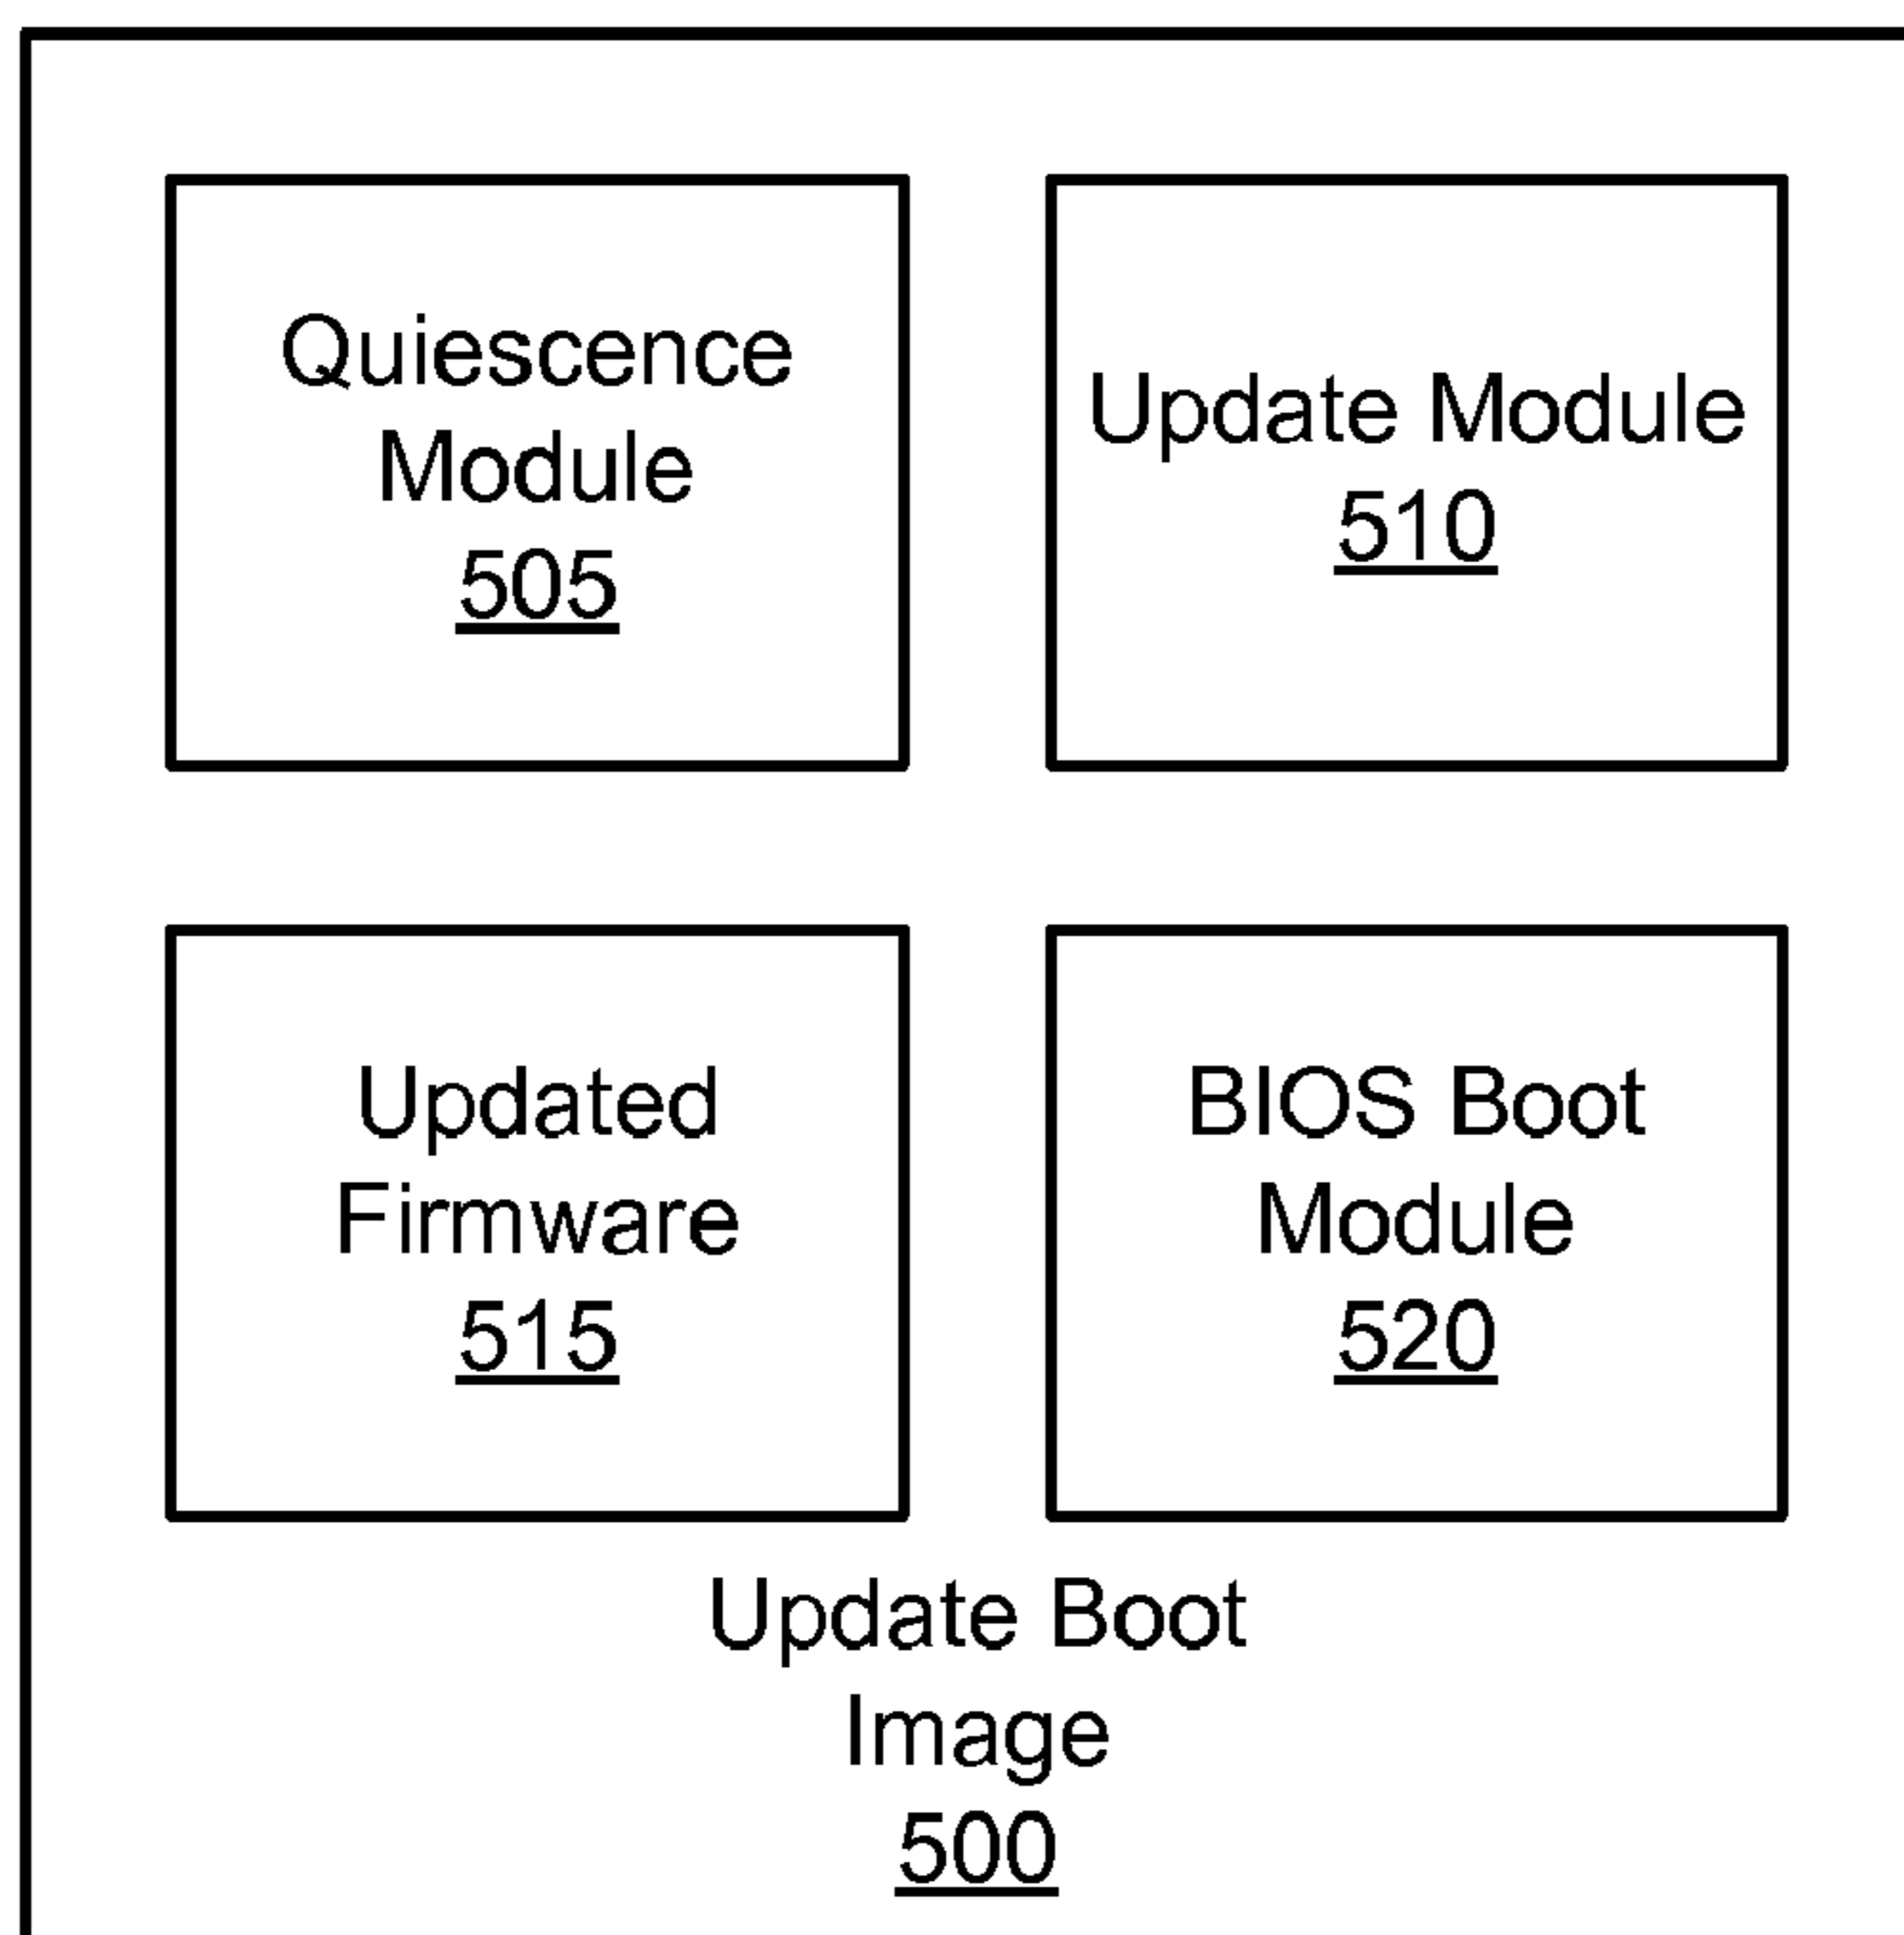 Quiescence
Module
505
Update Module
510
Updated
Firmware
515
BIOS Boot
Module
520
Update Boot
Image
500